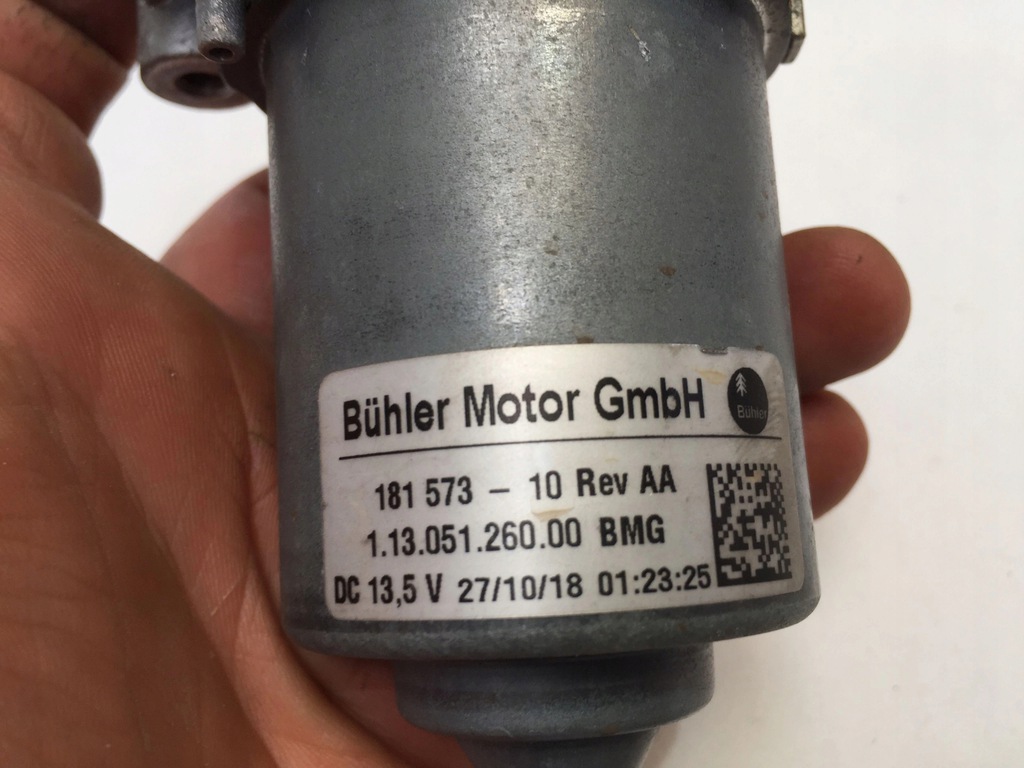 Bühler Motor GmbH
Bühler
181 573 – 10 Rev AA
1.13.051.260.00 BMG
DC 13,5 V 27/10/18 01:23:25